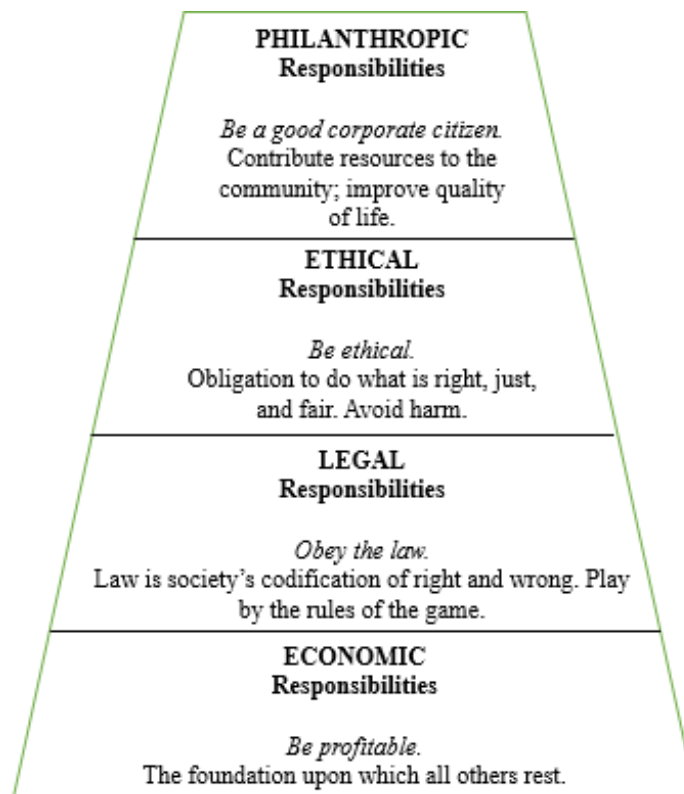 PHILANTHROPIC
Responsibilities
Be a good corporate citizen.
Contribute resources to the
community; improve quality
of life.
ETHICAL
Responsibilities
Be ethical.
Obligation to do what is right, just,
and fair. Avoid harm.
LEGAL
Responsibilities
Obey the law.
Law is society’s codification of right and wrong. Play
by the rules of the game.
ECONOMIC
Responsibilities
Be profitable.
The foundation upon which all others rest.